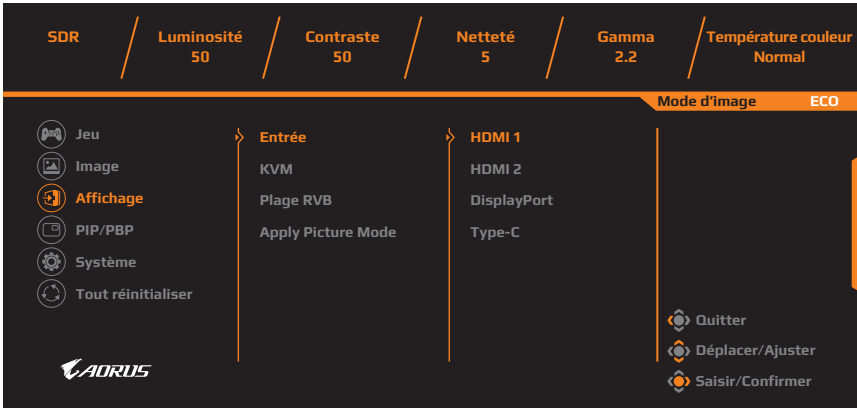 SDR Luminosité Contraste Netteté Gamma Température couleur
50 50 5 2.2 Normal
Mode d'image ECO
Jeu Entrée HDMI 1
Image KVM HDMI 2
Affichage Plage RVB DisplayPort
PIP/PBP Apply Picture Mode Type-C
Système
Tout réinitialiser
Quitter
Déplacer/Ajuster
AORUS
Saisir/Confirmer